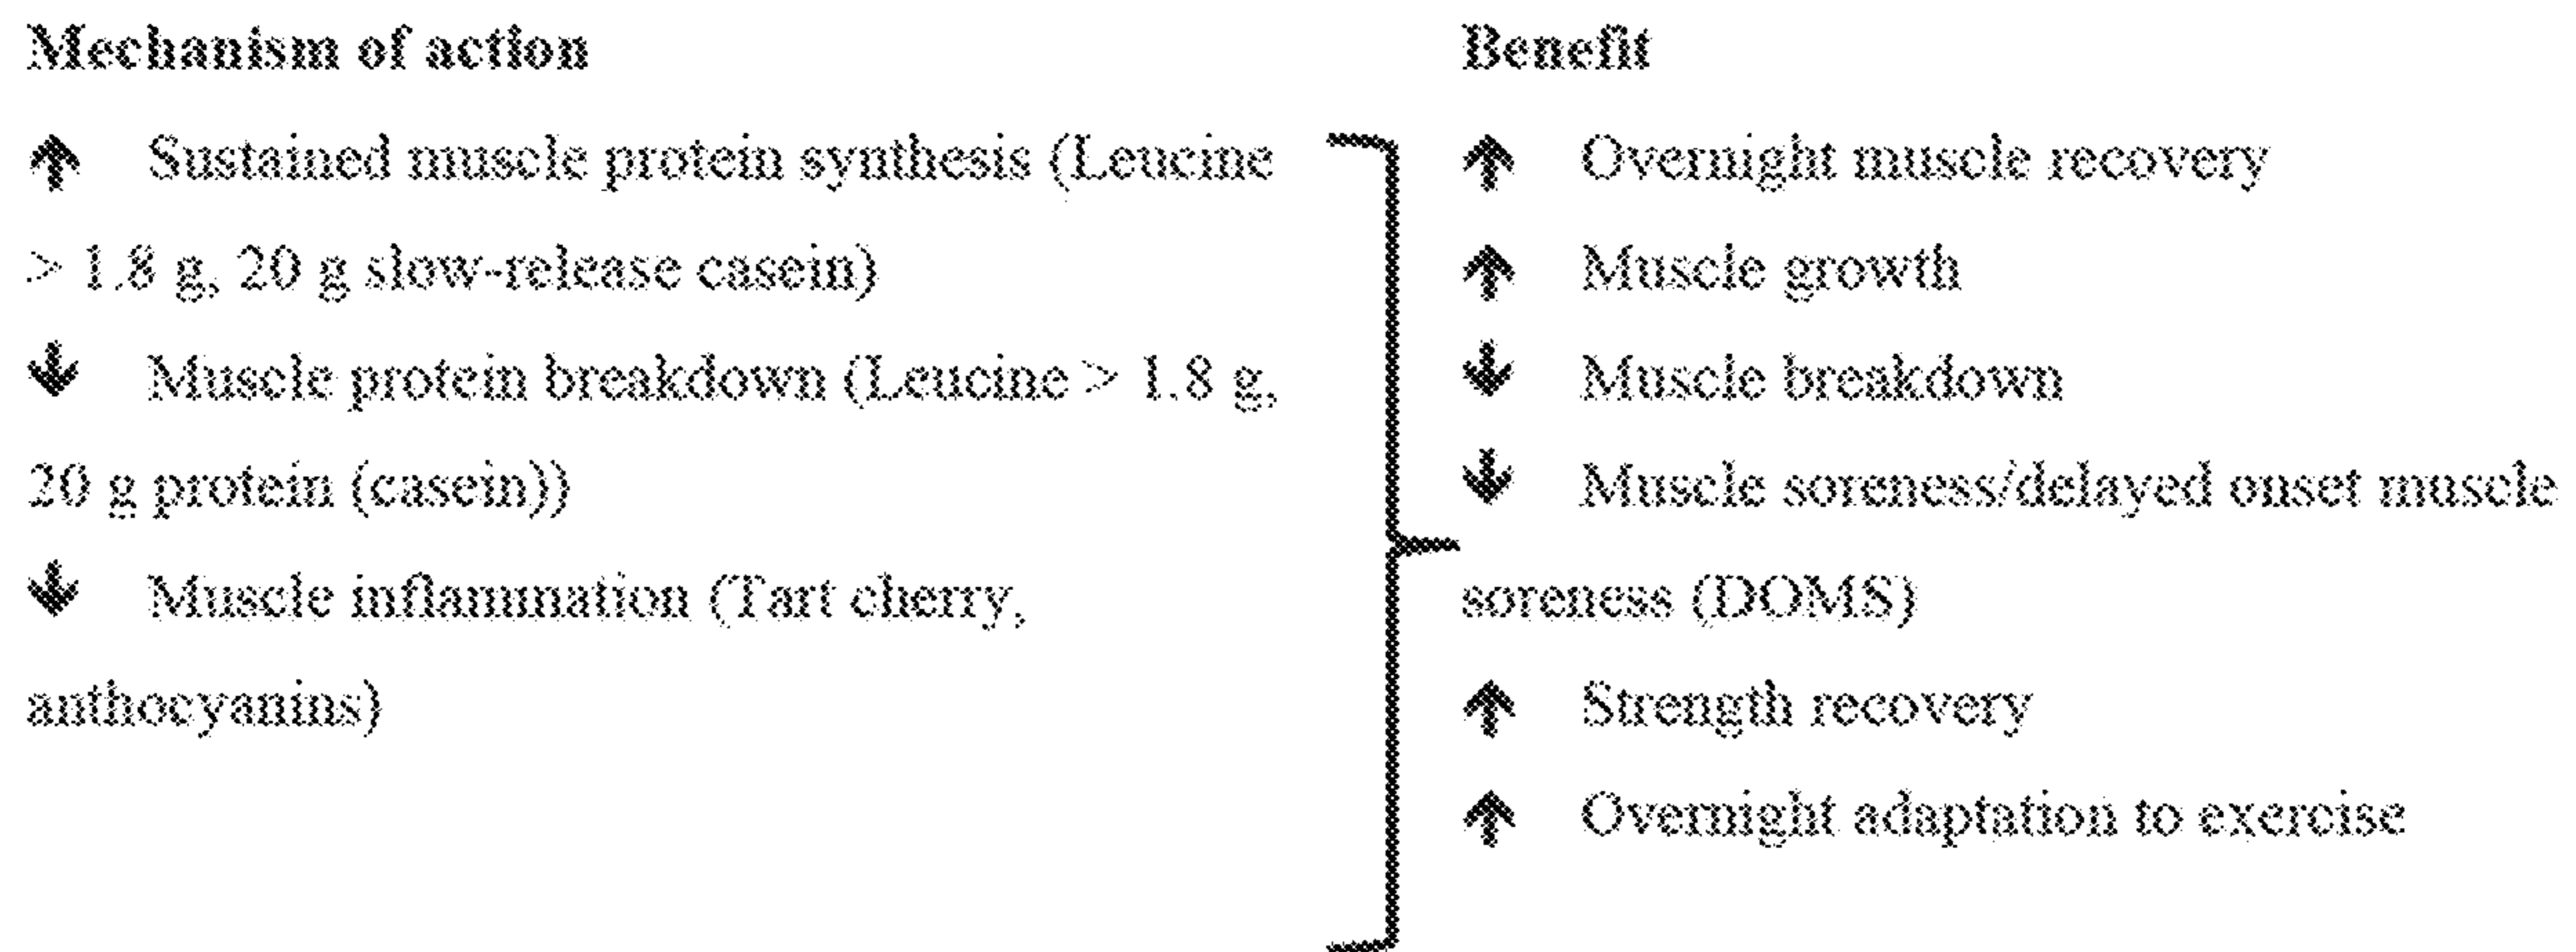 Mechanism of action
↑ Sustained muscle protein synthesis (Leucine
> 1.8 g, 20 g slow-release casein)
↓ Muscle protein breakdown (Leucine > 1.8 g,
20 g protein (casein))
↓ Muscle inflammation (Tart cherry,
anthocyanins)
Benefit
↑ Overnight muscle recovery
↑ Muscle growth
↓ Muscle breakdown
↓ Muscle soreness/delayed onset muscle
soreness (DOMS)
↑ Strength recovery
↑ Overnight adaptation to exercise